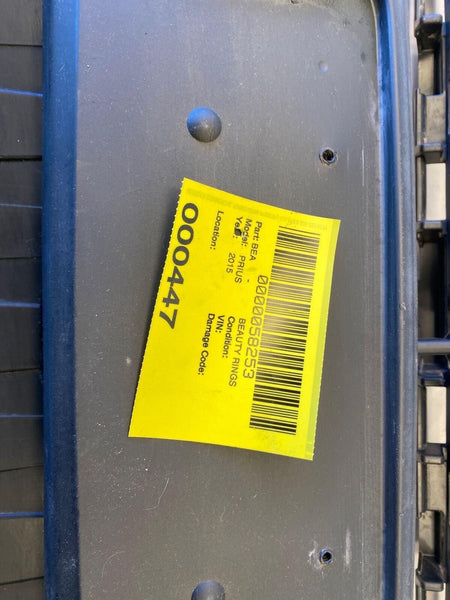 0000058253
Part: BEA - BEAUTY RINGS
Model: PRIUS Condition:
Year: 2015 VIN:
Damage Code:
Location:
000447